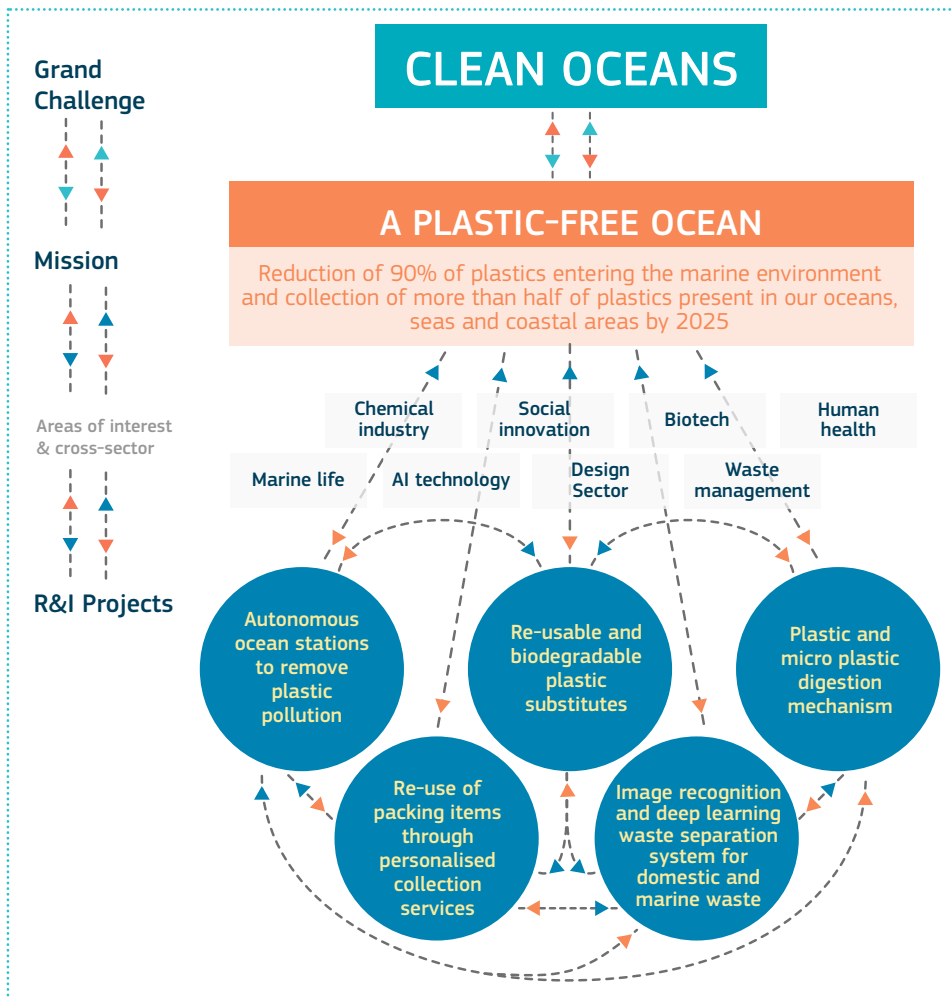 Grand
Challenge
CLEAN OCEANS
A PLASTIC-FREE OCEAN
Mission
Reduction of 90% of plastics entering the marine environment
and collection of more than half of plastics present in our oceans,
seas and coastal areas by 2025
Areas of interest
& cross-sector
Chemical
industry
Social
innovation
Biotech
Human
health
Marine life
AI technology
Design
Sector
Waste
management
R&I Projects
Autonomous
ocean stations
to remove
plastic
pollution
Re-usable and
biodegradable
plastic
substitutes
Plastic and
micro plastic
digestion
mechanism
Re-use of
packing items
through
personalised
collection
services
Image recognition
and deep learning
waste separation
system for
domestic and
marine waste